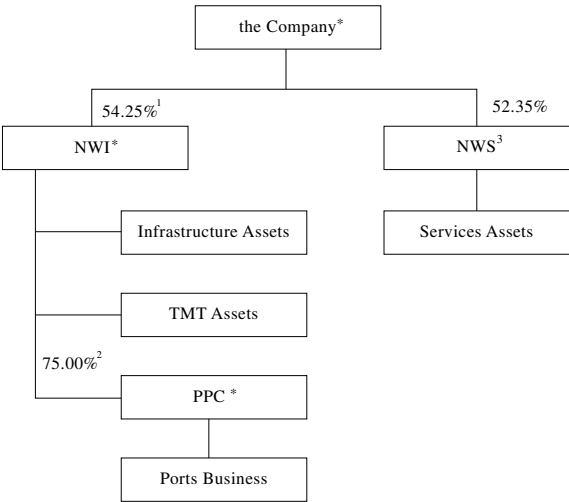 the Company*
54.25%1
52.35%
NWI*
NWS3
Infrastructure Assets
Services Assets
TMT Assets
75.00%2
PPC *
Ports Business